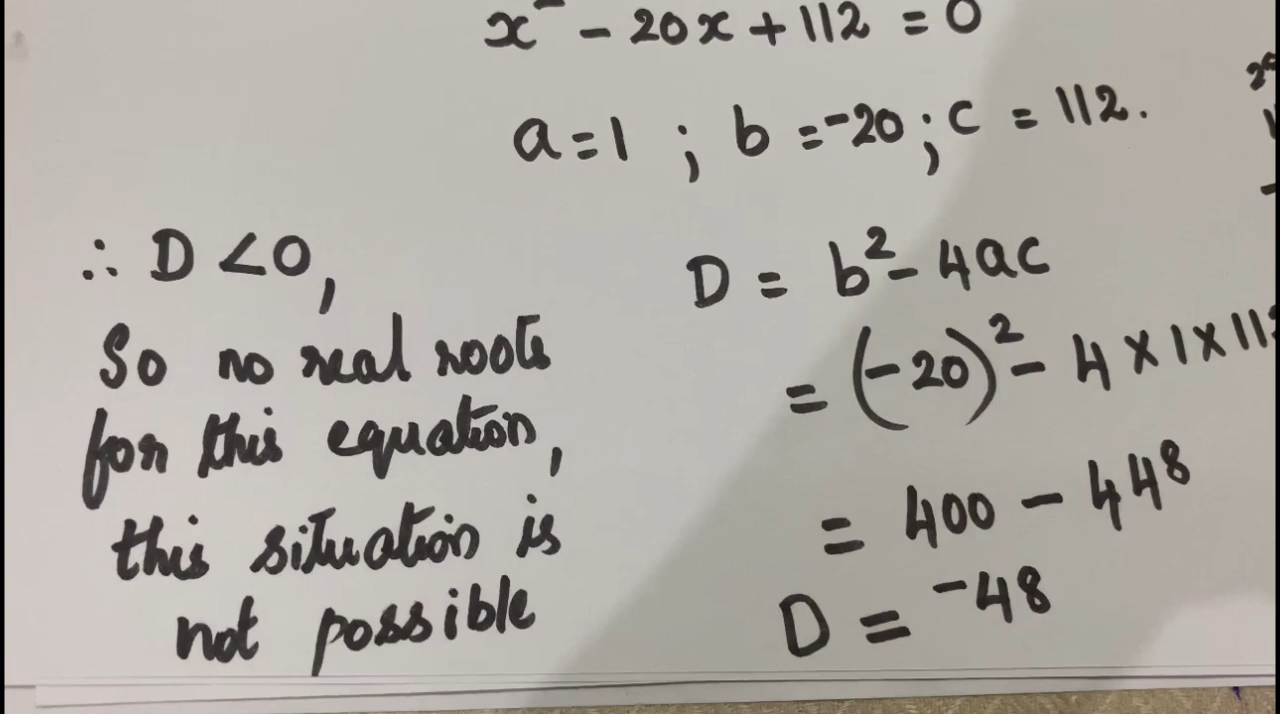 x² - 20x + 112 = 0
a = 1 ; b = -20 ; c = 112.
D = b² - 4ac
= (-20)² - 4 × 1 × 11
= 400 - 448
D = -48
∴ D < 0,
So no real roots
for this equation,
this situation is
not possible